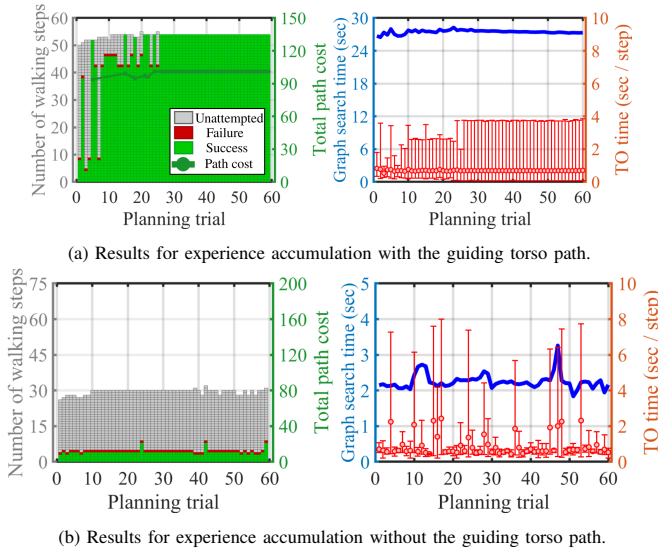 Number of walking steps
60
50
40
30
20
10
0
150
120
90
60
30
0
Total path cost
Unattempted
Failure
Success
Path cost
0 10 20 30 40 50 60
Planning trial
Graph search time (sec)
30
24
18
12
6
0
10
8
6
4
2
0
TO time (sec / step)
0 10 20 30 40 50 60
Planning trial
(a) Results for experience accumulation with the guiding torso path.
Number of walking steps
75
60
45
30
15
0
200
160
120
80
40
0
Total path cost
0 10 20 30 40 50 60
Planning trial
Graph search time (sec)
5
4
3
2
1
0
10
8
6
4
2
0
TO time (sec / step)
0 10 20 30 40 50 60
Planning trial
(b) Results for experience accumulation without the guiding torso path.